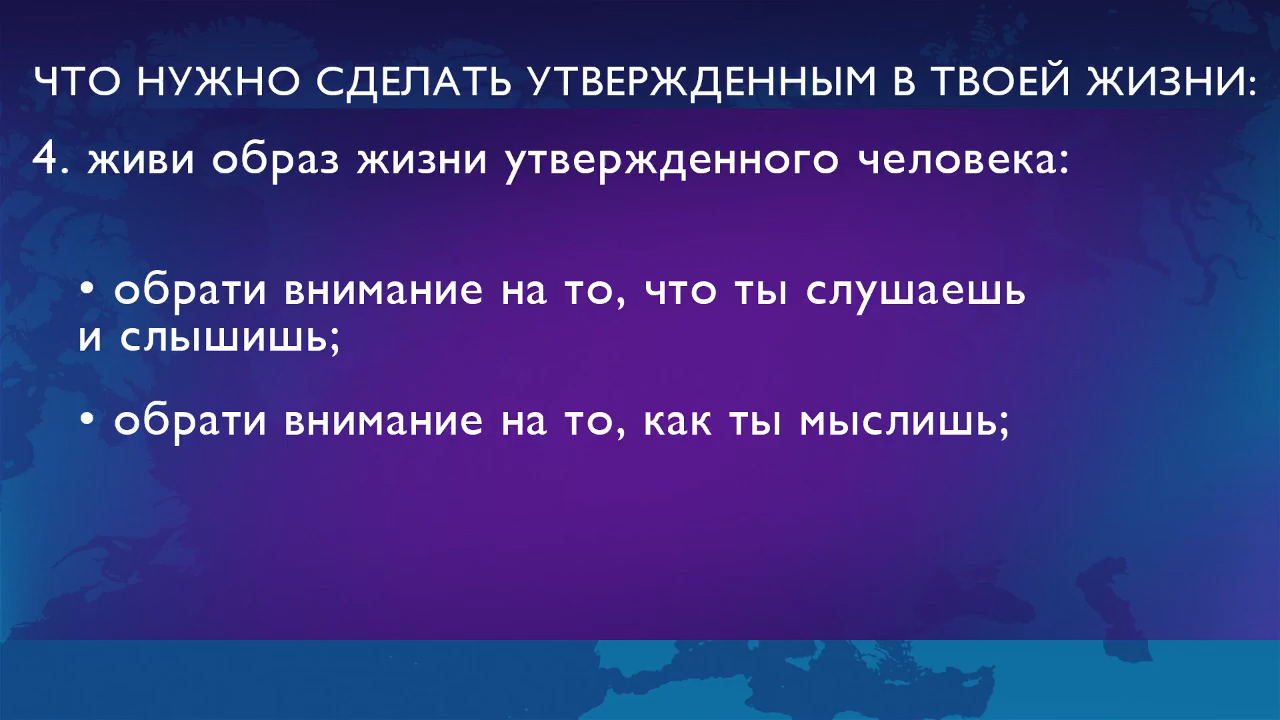 ЧТО НУЖНО СДЕЛАТЬ УТВЕРЖДЕННЫМ В ТВОЕЙ ЖИЗНИ:
4. живи образ жизни утвержденного человека:
• обрати внимание на то, что ты слушаешь
и слышишь;
• обрати внимание на то, как ты мыслишь;